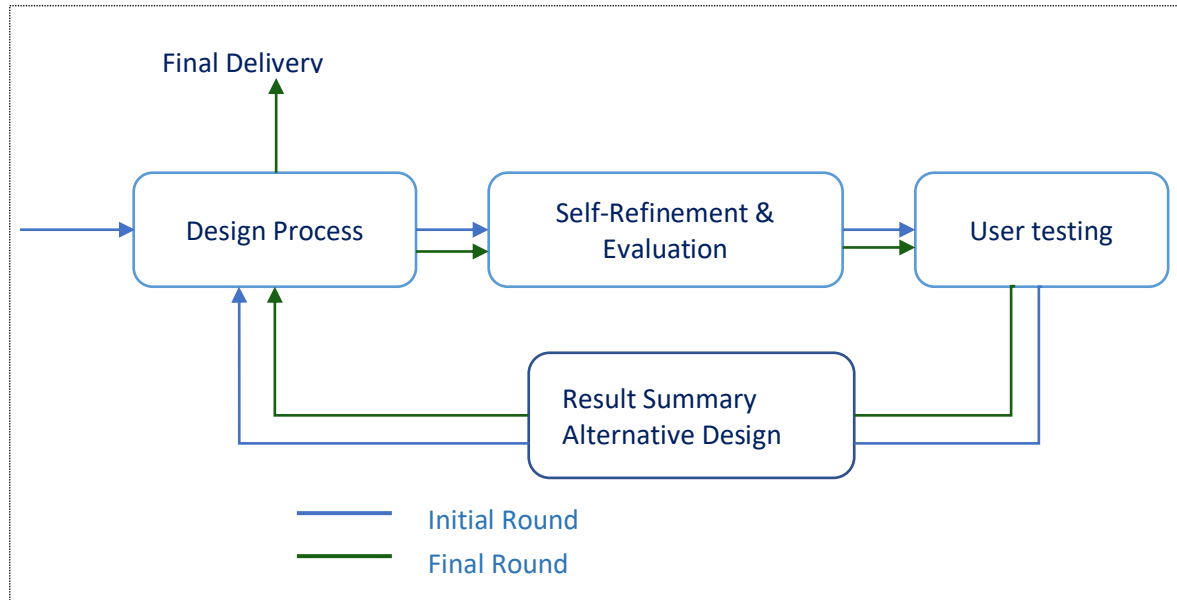 Final Delivery
Design Process
Self-Refinement &
Evaluation
User testing
Result Summary
Alternative Design
Initial Round
Final Round